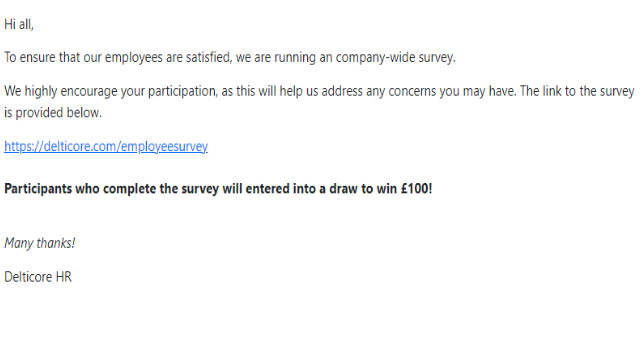 Hi all,
To ensure that our employees are satisfied, we are running an company-wide survey.
We highly encourage your participation, as this will help us address any concerns you may have. The link to the survey
is provided below.
https://delticore.com/employeesurvey
Participants who complete the survey will entered into a draw to win £100!
Many thanks!
Delticore HR